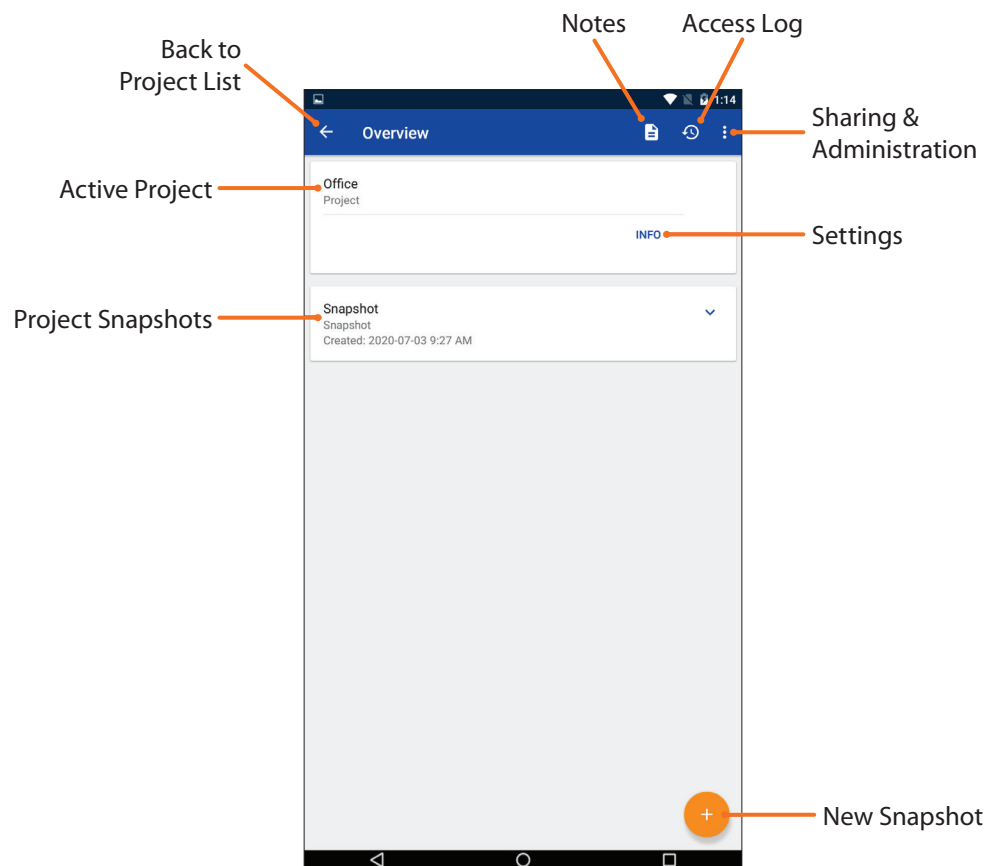 Notes
Access Log
Back to
Project List
1:14
Overview
Sharing &
Administration
Active Project
Office
Project
INFO
Settings
Project Snapshots
Snapshot
Snapshot
Created: 2020-07-03 9:27 AM
New Snapshot